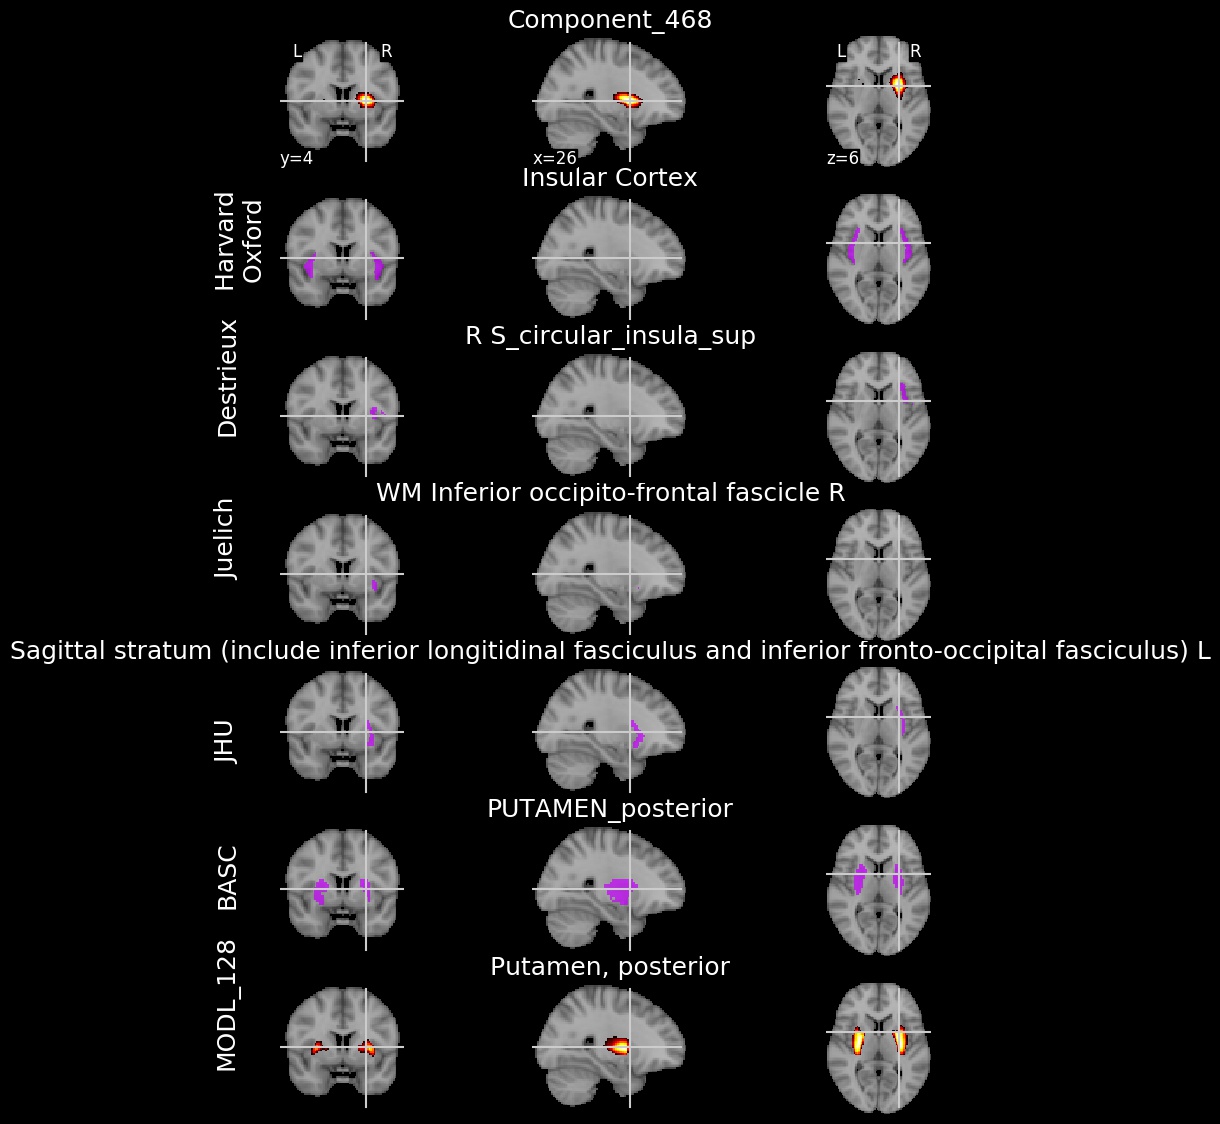 Component_468
L R L R
y=4 x=26 z=6
Insular Cortex
Harvard
Oxford
R S_circular_insula_sup
Destrieux
WM Inferior occipito-frontal fascicle R
Juelich
Sagittal stratum (include inferior longitidinal fasciculus and inferior fronto-occipital fasciculus) L
JHU
PUTAMEN_posterior
BASC
Putamen, posterior
MODL_128